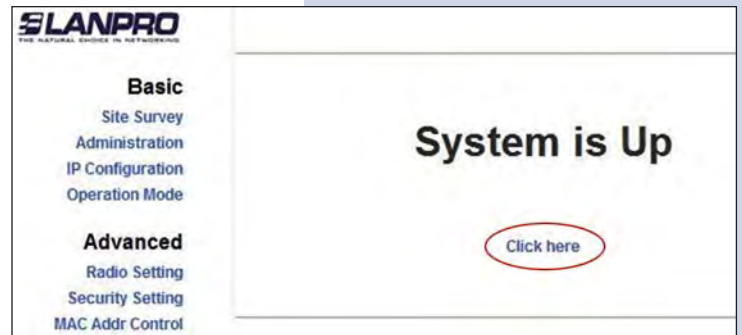 LANPRO
THE NATURAL CHOICE IN NETWORKING
Basic
Site Survey
Administration
IP Configuration
Operation Mode
Advanced
Radio Setting
Security Setting
MAC Addr Control
System is Up
Click here